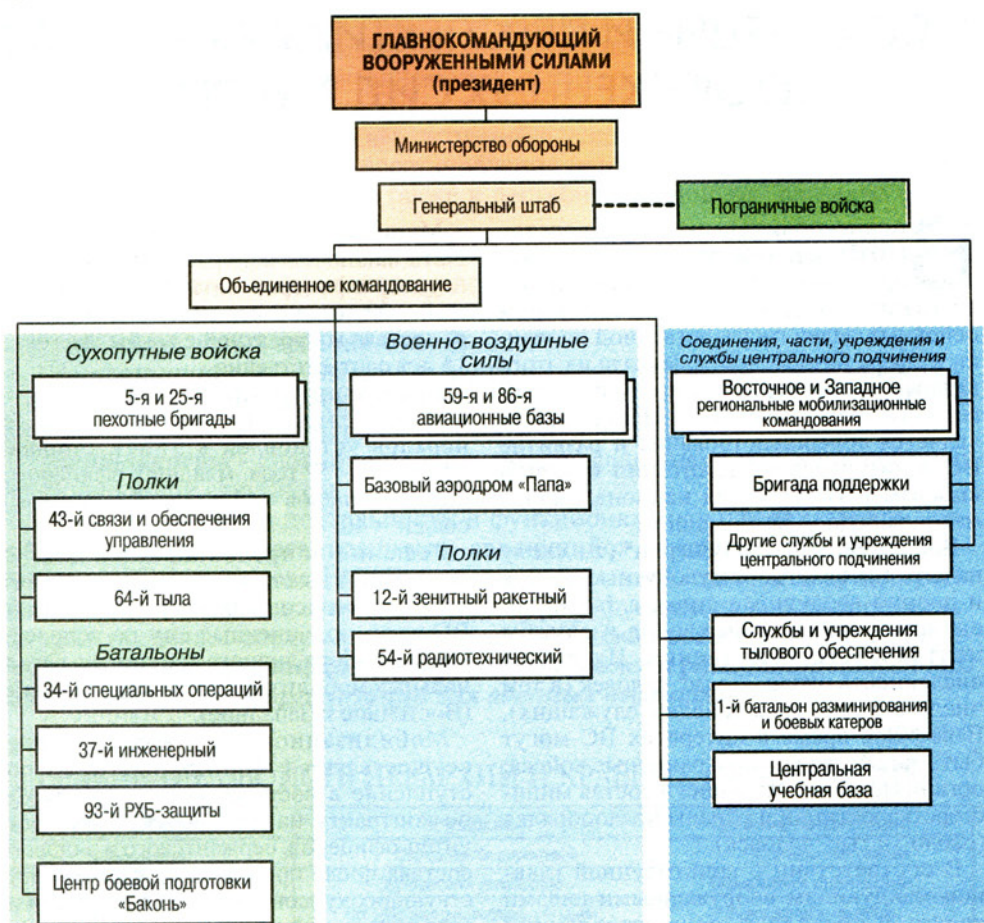 ГЛАВНОКОМАНДУЮЩИЙ
ВООРУЖЕННЫМИ СИЛАМИ
(президент)
Министерство обороны
Генеральный штаб
Пограничные войска
Объединенное командование
Сухопутные войска
5-я и 25-я
пехотные бригады
Полки
43-й связи и обеспечения
управления
64-й тыла
Батальоны
34-й специальных операций
37-й инженерный
93-й РХБ-защиты
Центр боевой подготовки
«Баконь»
Военно-воздушные
силы
59-я и 86-я
авиационные базы
Базовый аэродром «Папа»
Полки
12-й зенитный ракетный
54-й радиотехнический
Соединения, части, учреждения и
службы центрального подчинения
Восточное и Западное
региональные мобилизационные
командования
Бригада поддержки
Другие службы и учреждения
центрального подчинения
Службы и учреждения
тылового обеспечения
1-й батальон разминирования
и боевых катеров
Центральная
учебная база